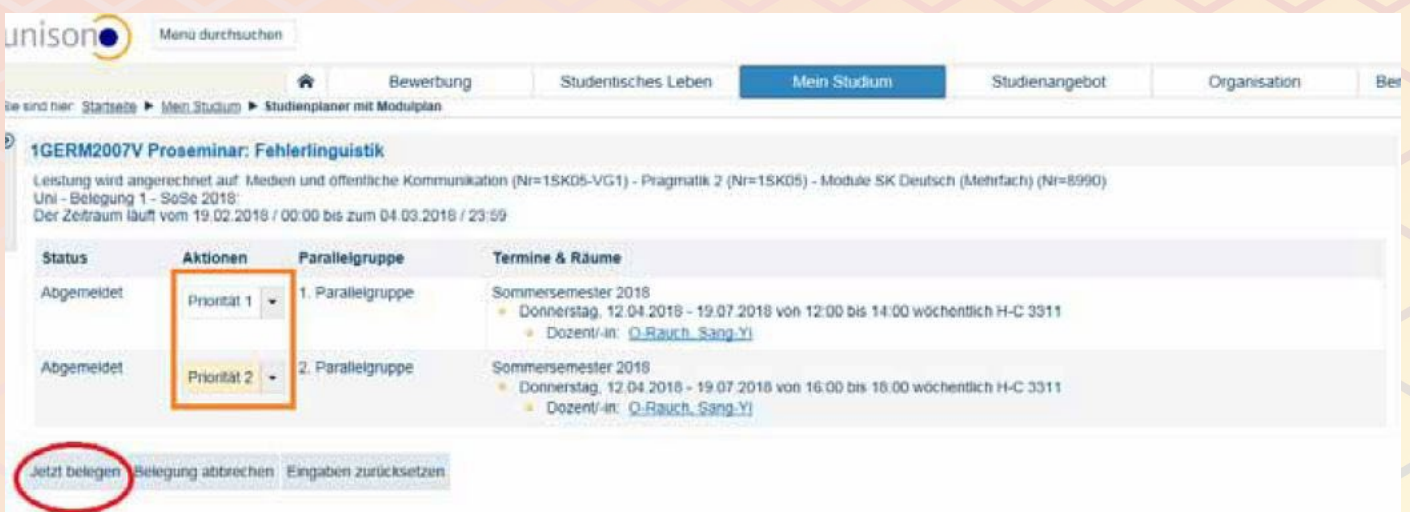 unisono
Menü durchsuchen
Bewerbung Studentisches Leben Mein Studium Studienangebot Organisation
Sie sind hier: Startseite ▶ Mein Studium ▶ Studienplaner mit Modulplan
1GERM2007V Proseminar: Fehlerlinguistik
Leistung wird angerechnet auf: Medien und öffentliche Kommunikation (Nr=1SK05-VG1) - Pragmatik 2 (Nr=1SK05) - Module SK Deutsch (Mehrfach) (Nr=8990)
Uni - Belegung 1 - SoSe 2018:
Der Zeitraum läuft vom 19.02.2018 / 00:00 bis zum 04.03.2018 / 23:59
Status Aktionen Parallelgruppe Termine & Räume
Abgemeldet Priorität 1 1. Parallelgruppe Sommersemester 2018
Donnerstag, 12.04.2018 - 19.07.2018 von 12:00 bis 14:00 wöchentlich H-C 3311
Dozent/-in: O-Rauch, Sang-Yi
Abgemeldet Priorität 2 2. Parallelgruppe Sommersemester 2018
Donnerstag, 12.04.2018 - 19.07.2018 von 16:00 bis 18:00 wöchentlich H-C 3311
Dozent/-in: O-Rauch, Sang-Yi
Jetzt belegen Belegung abbrechen Eingaben zurücksetzen